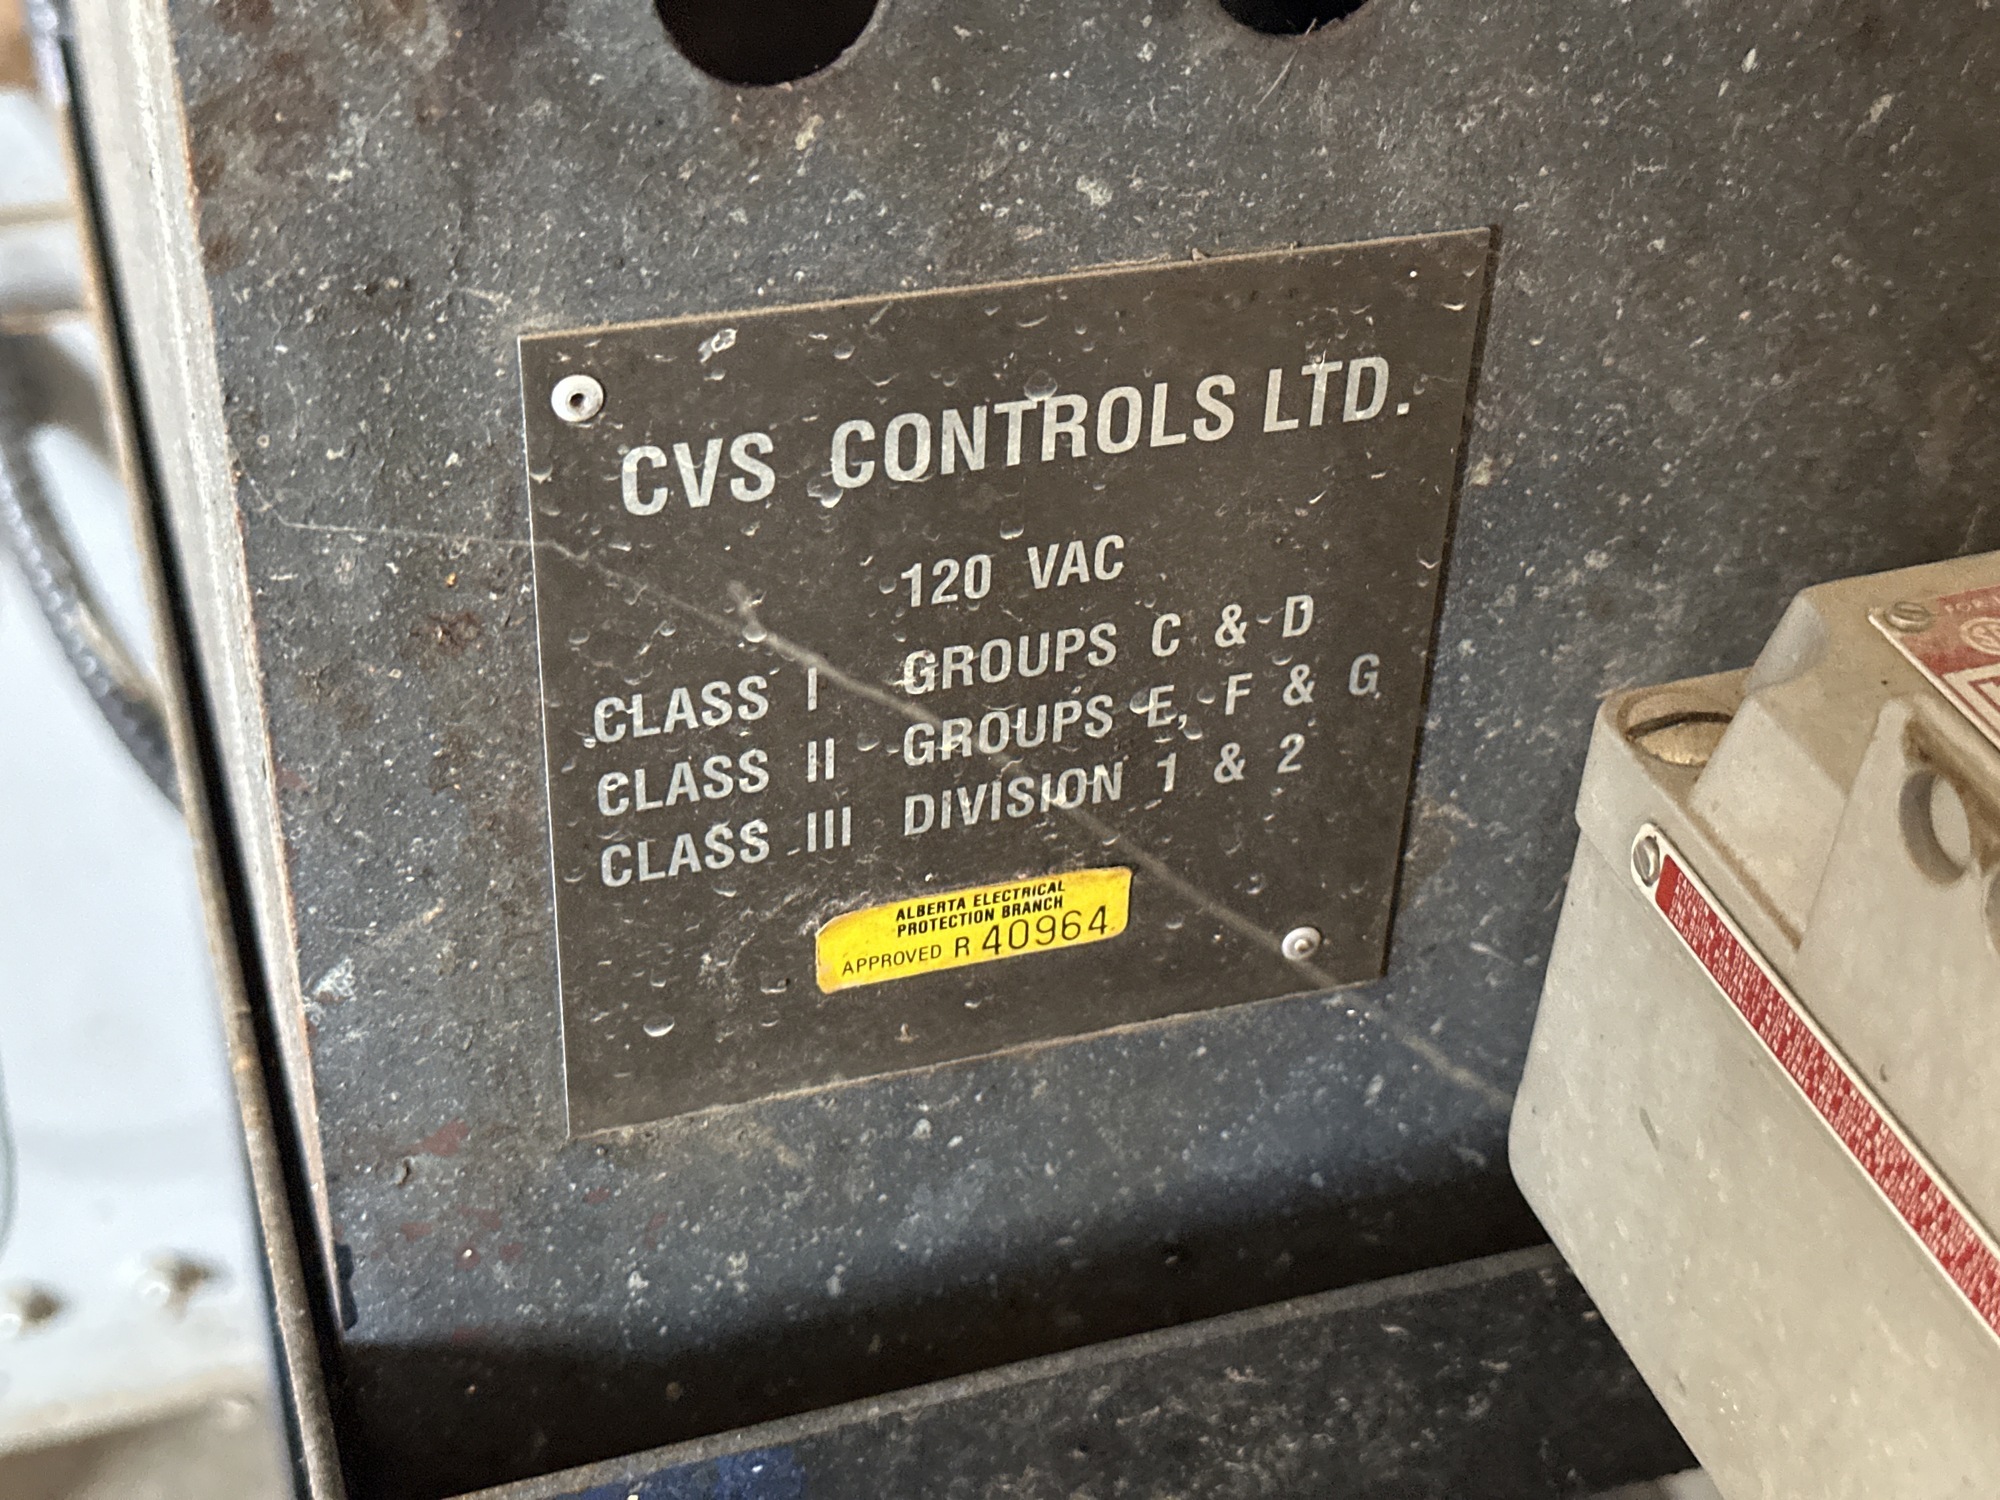 CVS CONTROLS LTD.
120 VAC
CLASS I GROUPS C & D
CLASS II GROUPS E, F & G
CLASS III DIVISION 1 & 2
ALBERTA ELECTRICAL
PROTECTION BRANCH
APPROVED R 40964